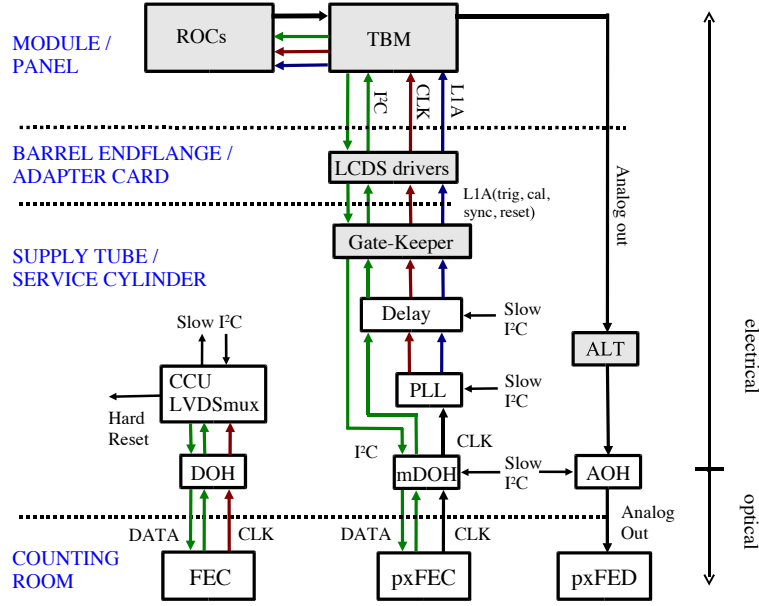 MODULE /
PANEL
ROCs
TBM
I²C
CLK
L1A
BARREL ENDFLANGE /
ADAPTER CARD
LCDS drivers
L1A(trig, cal,
sync, reset)
Analog out
Gate-Keeper
SUPPLY TUBE /
SERVICE CYLINDER
Delay
Slow
I²C
Slow I²C
ALT
electrical
CCU
LVDSmux
PLL
Slow
I²C
Hard
Reset
I²C
CLK
DOH
mDOH
Slow
I²C
AOH
optical
DATA
CLK
DATA
CLK
Analog
Out
COUNTING
ROOM
FEC
pxFEC
pxFED